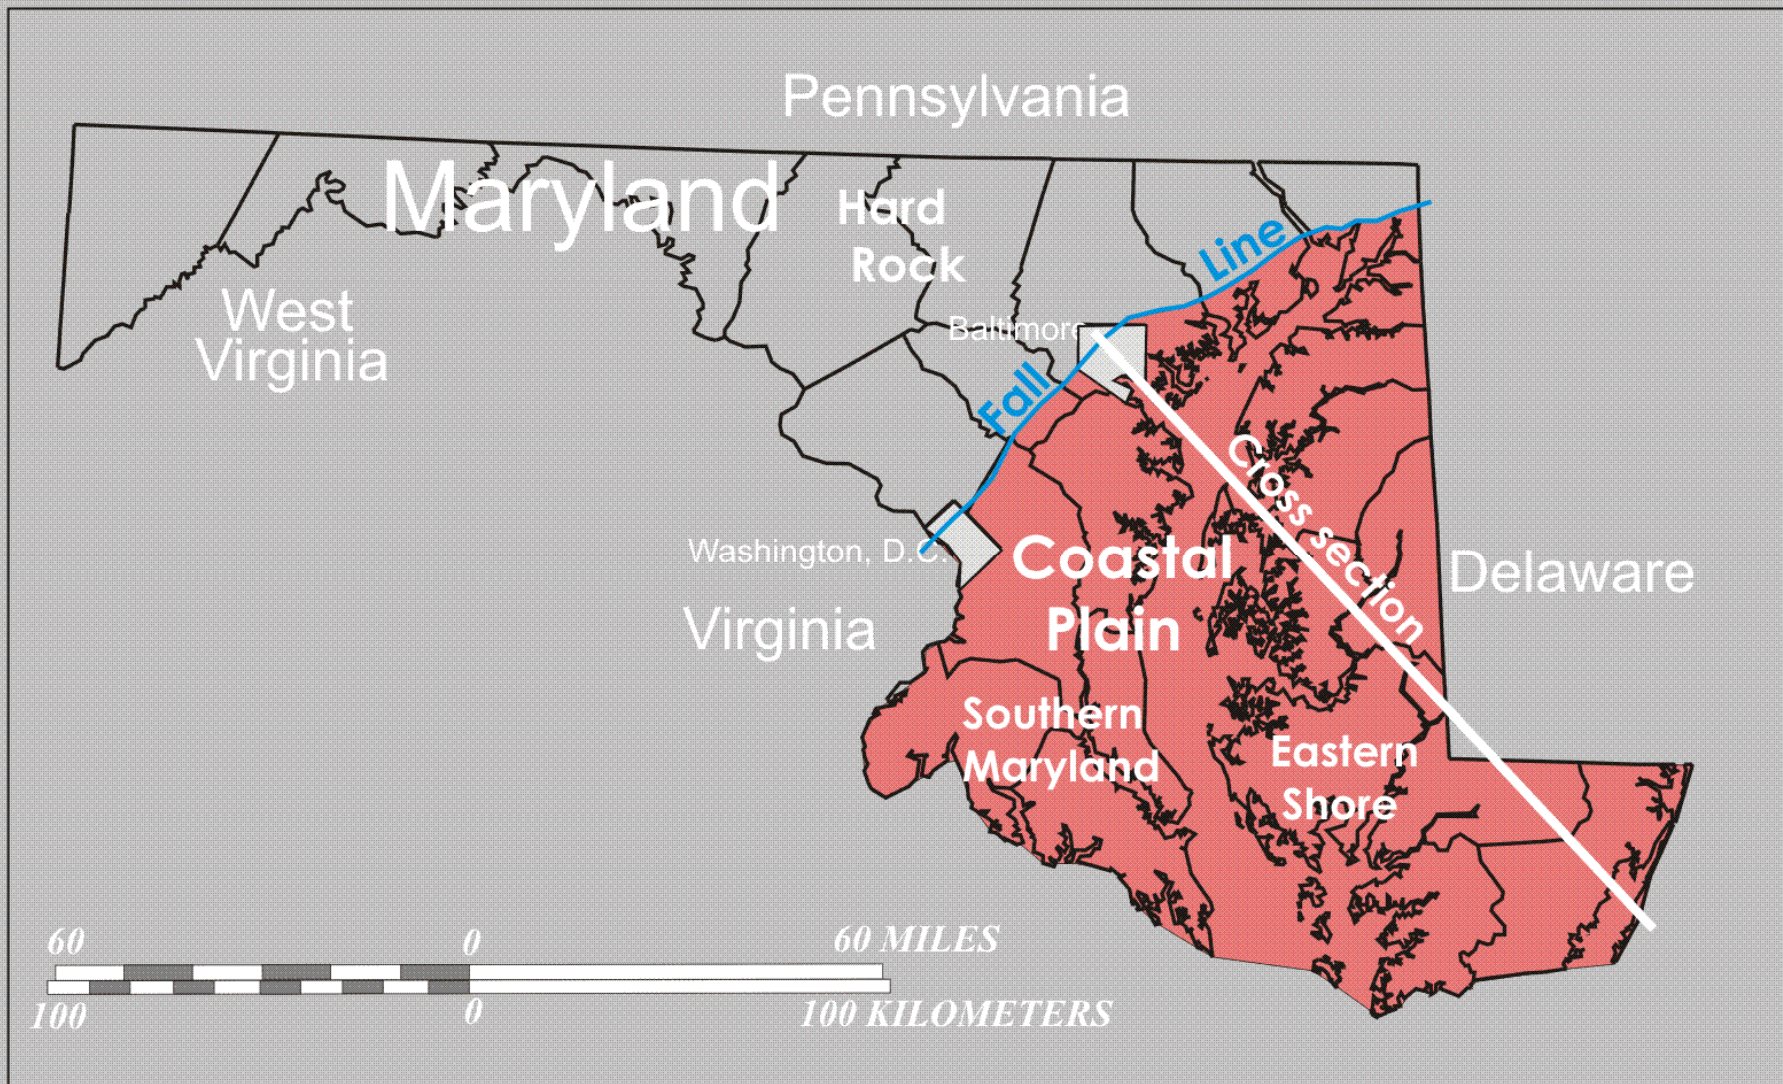 Pennsylvania
Maryland
Hard
Rock
Line
West
Virginia
Baltimore
Fall
Cross section
Washington, D.C.
Coastal
Plain
Delaware
Virginia
Southern
Maryland
Eastern
Shore
60 0 60 MILES
100 0 100 KILOMETERS